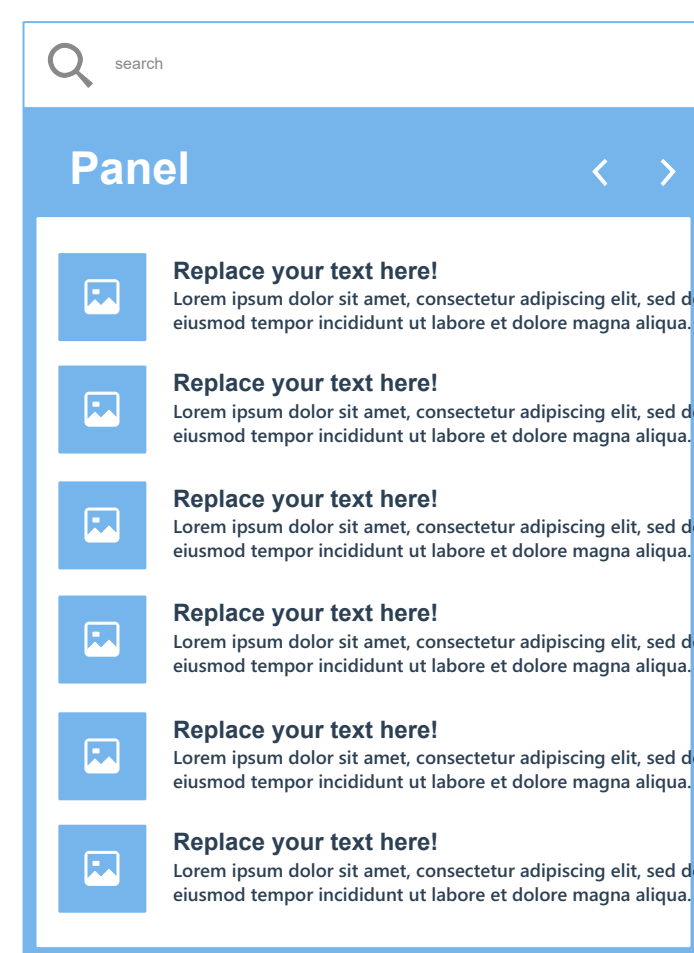 search
Panel
Replace your text here!
Lorem ipsum dolor sit amet, consectetur adipiscing elit, sed
eiusmod tempor incididunt ut labore et dolore magna aliqua.
Replace your text here!
Lorem ipsum dolor sit amet, consectetur adipiscing elit, sed
eiusmod tempor incididunt ut labore et dolore magna aliqua.
Replace your text here!
Lorem ipsum dolor sit amet, consectetur adipiscing elit, sed
eiusmod tempor incididunt ut labore et dolore magna aliqua.
Replace your text here!
Lorem ipsum dolor sit amet, consectetur adipiscing elit, sed
eiusmod tempor incididunt ut labore et dolore magna aliqua.
Replace your text here!
Lorem ipsum dolor sit amet, consectetur adipiscing elit, sed
eiusmod tempor incididunt ut labore et dolore magna aliqua.
Replace your text here!
Lorem ipsum dolor sit amet, consectetur adipiscing elit, sed
eiusmod tempor incididunt ut labore et dolore magna aliqua.